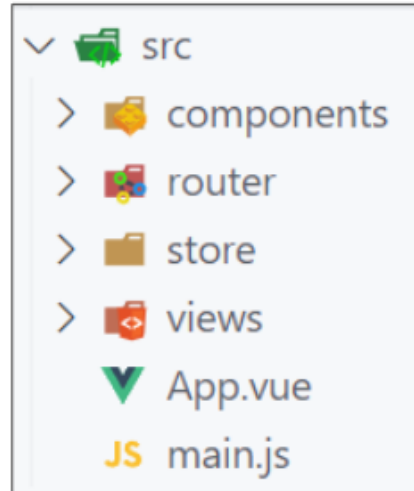 src
components
router
store
views
App.vue
JS main.js